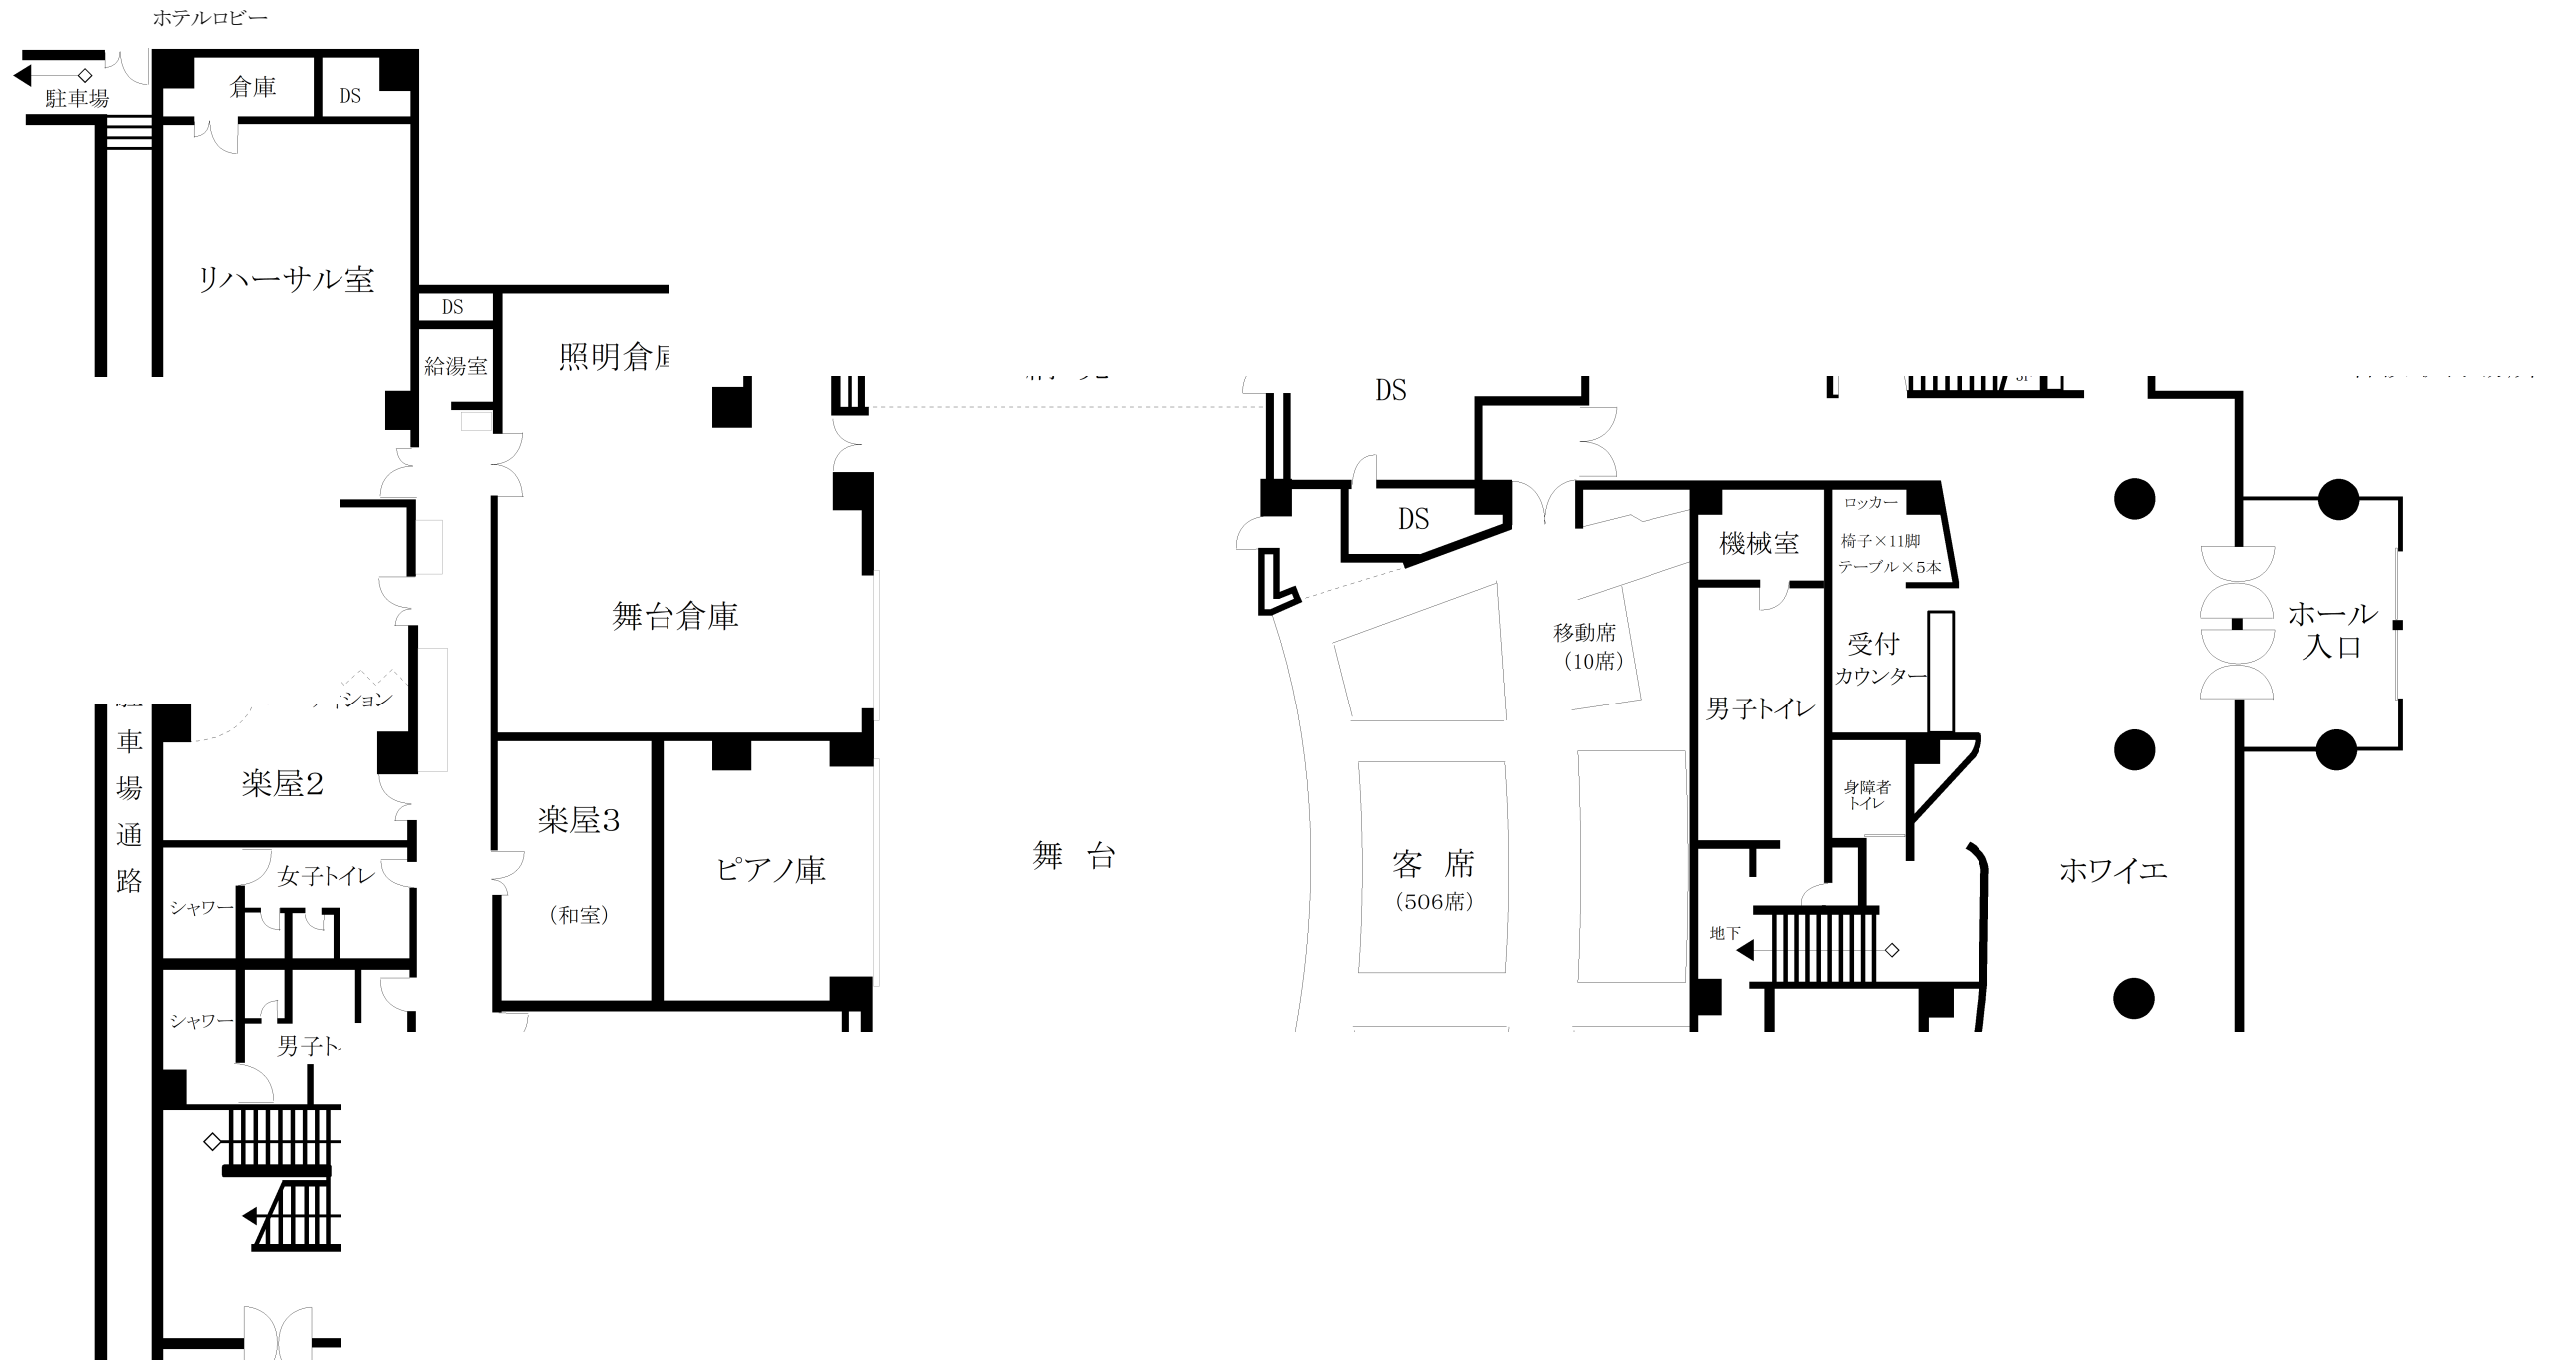 ホテルロビー
倉庫
DS
駐車場
リハーサル室
DS
給湯室
照明倉
DS
DS
ロッカー
機械室
椅子×11脚
テーブル×5本
舞台倉庫
移動席
（10席）
受付
カウンター
ホール
入口
男子トイレ
ション
車
場
通
路
楽屋2
楽屋3
（和室）
ピアノ庫
舞 台
客 席
（506席）
身障者
トイレ
ホワイエ
女子トイレ
シャワー
地下
シャワー
男子ト